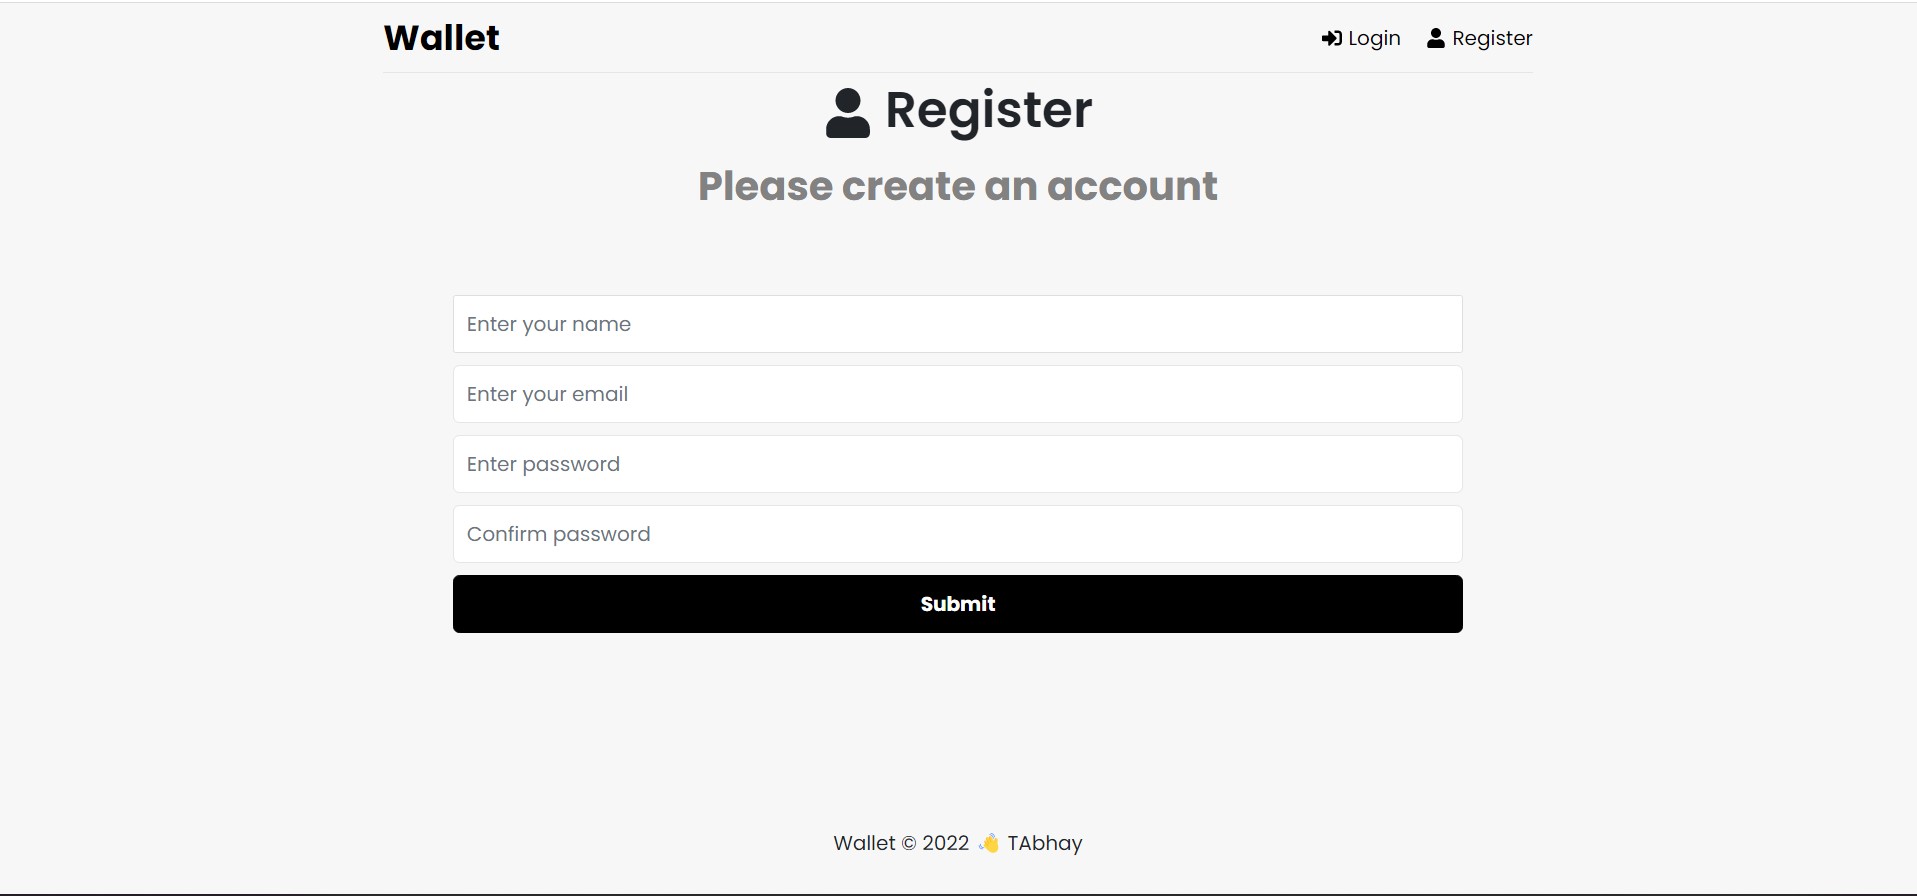 Wallet
Login Register
Register
Please create an account
Enter your name
Enter your email
Enter password
Confirm password
Submit
Wallet © 2022 👋 TAbhay